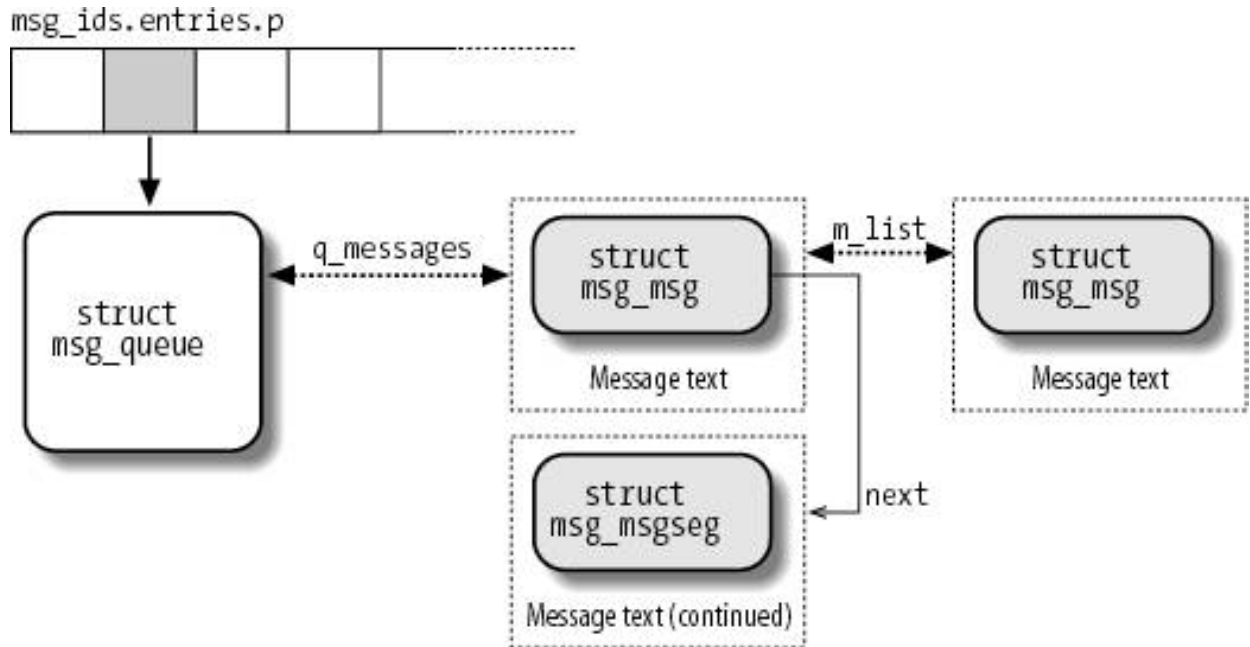 msg_ids.entries.p
q_messages
struct
msg_queue
struct
msg_msg
Message text
m_list
struct
msg_msg
Message text
next
struct
msg_msgseg
Message text (continued)